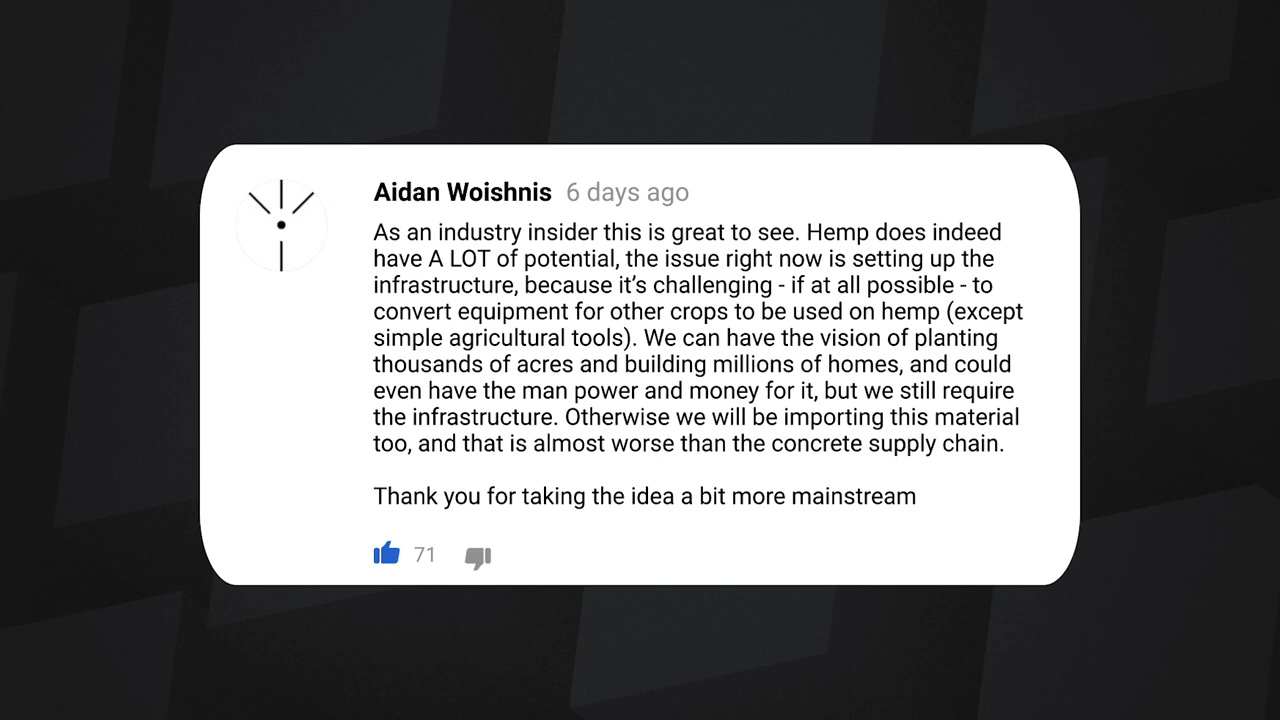 Aidan Woishnis 6 days ago
As an industry insider this is great to see. Hemp does indeed
have A LOT of potential, the issue right now is setting up the
infrastructure, because it’s challenging - if at all possible - to
convert equipment for other crops to be used on hemp (except
simple agricultural tools). We can have the vision of planting
thousands of acres and building millions of homes, and could
even have the man power and money for it, but we still require
the infrastructure. Otherwise we will be importing this material
too, and that is almost worse than the concrete supply chain.
Thank you for taking the idea a bit more mainstream
71